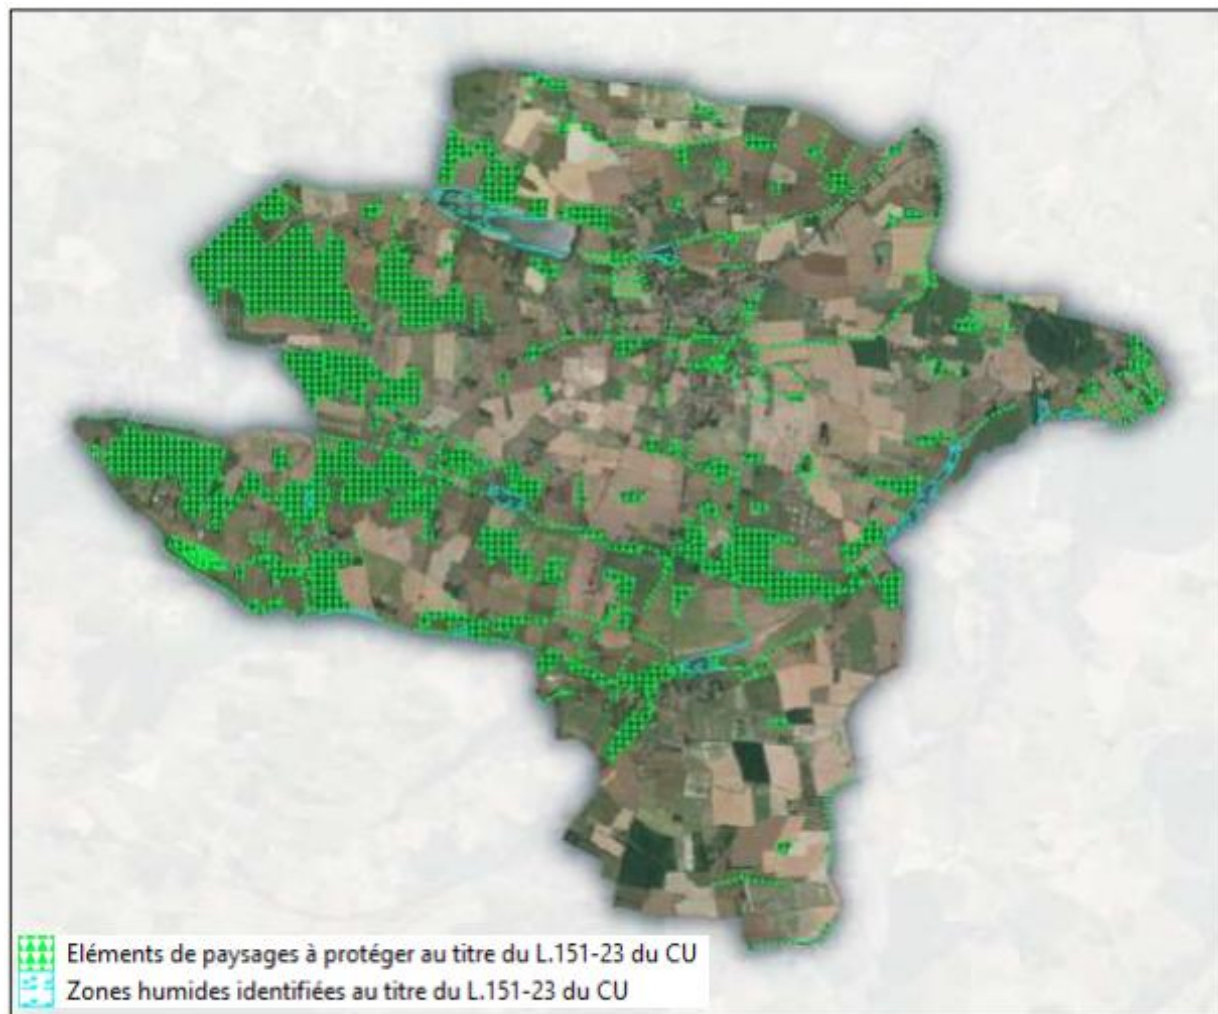 Eléments de paysages à protéger au titre du L.151-23 du CU
Zones humides identifiées au titre du L.151-23 du CU